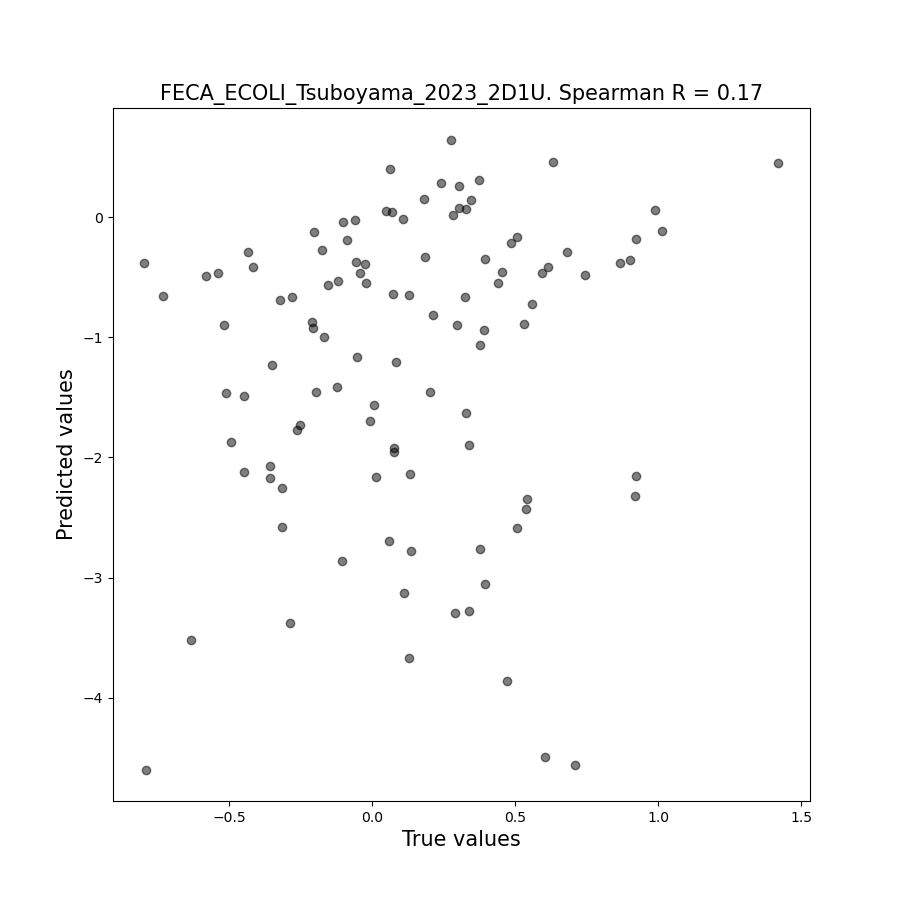 FECA_ECOLI_Tsuboyama_2023_2D1U. Spearman R = 0.17
0
−1
−2
−3
−4
Predicted values
−0.5 0.0 0.5 1.0 1.5
True values